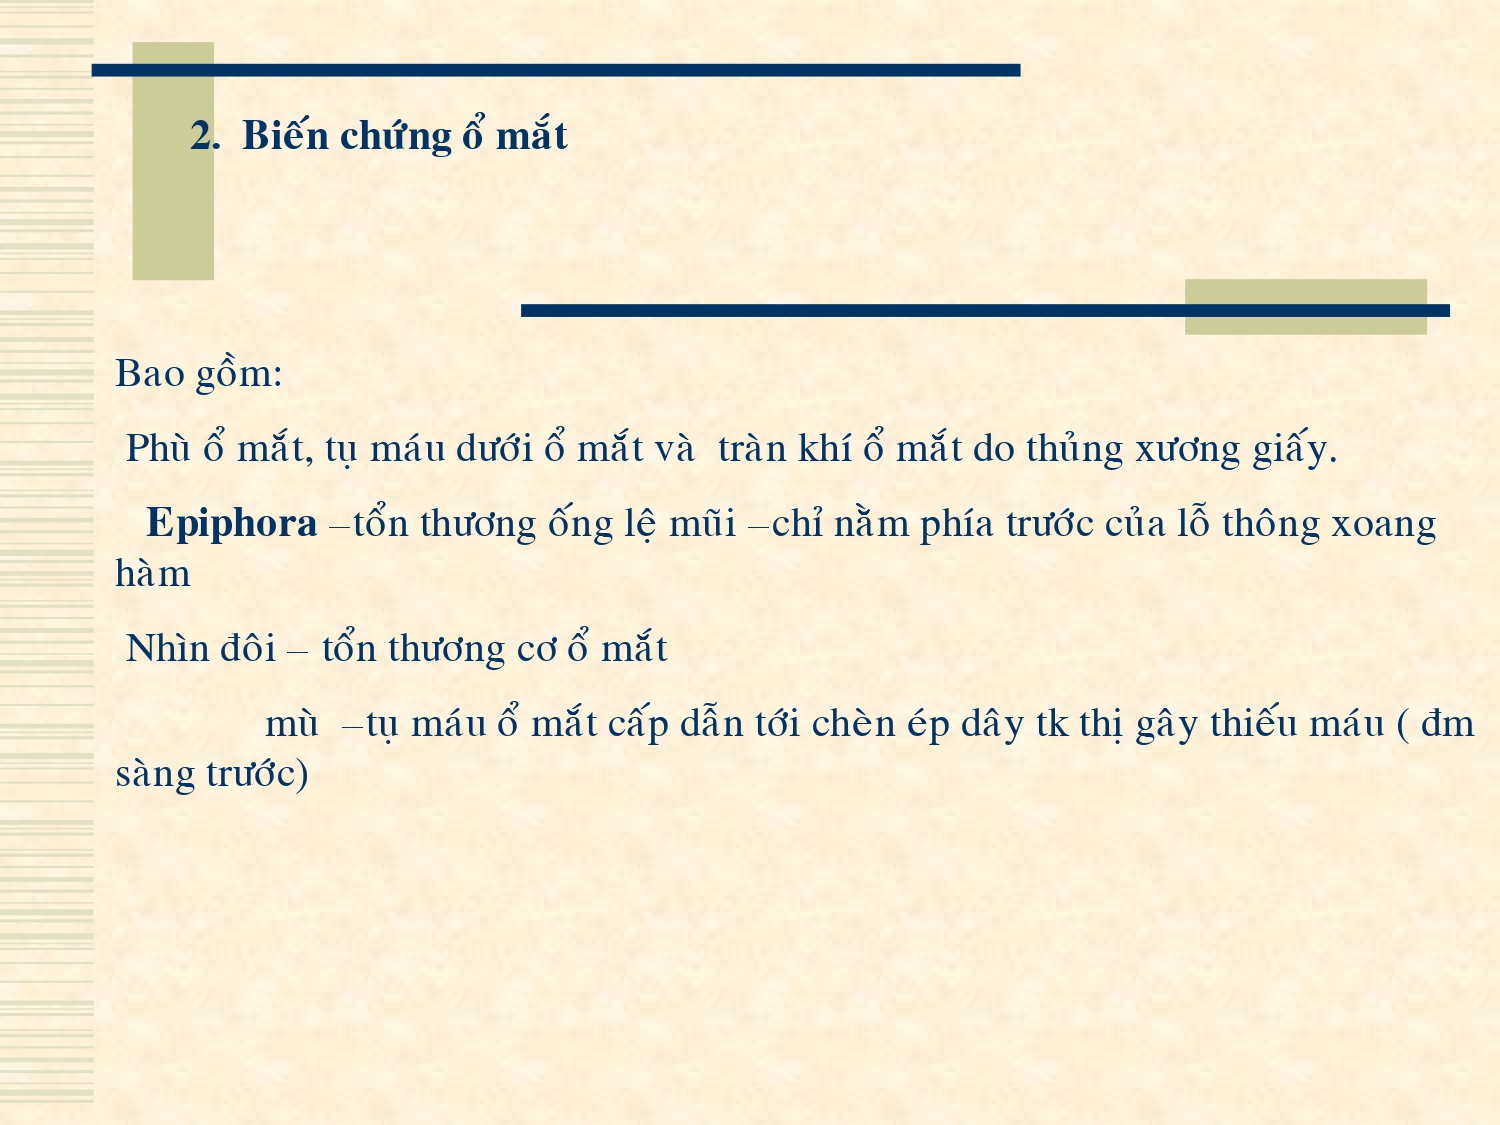 2. Biến chứng ổ mắt
Bao gồm:
Phù ổ mắt, tụ máu dưới ổ mắt và tràn khí ổ mắt do thủng xương giấy.
Epiphora –tổn thương ống lệ mũi –chỉ nằm phía trước của lỗ thông xoang
hàm
Nhìn đôi – tổn thương cơ ổ mắt
mù –tụ máu ổ mắt cấp dẫn tới chèn ép dây tk thị gây thiếu máu ( đm
sàng trước)